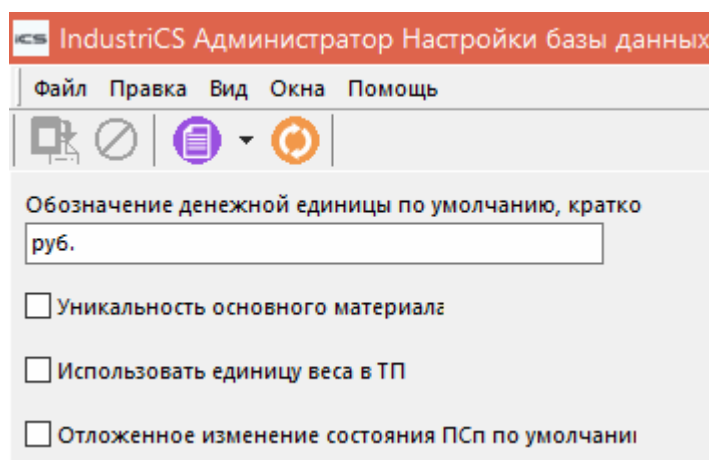 iCS IndustriCS Администратор Настройки базы данных
Файл Правка Вид Окна Помощь
Обозначение денежной единицы по умолчанию, кратко
руб.
Уникальность основного материала
Использовать единицу веса в ТП
Отложенное изменение состояния ПСп по умолчани